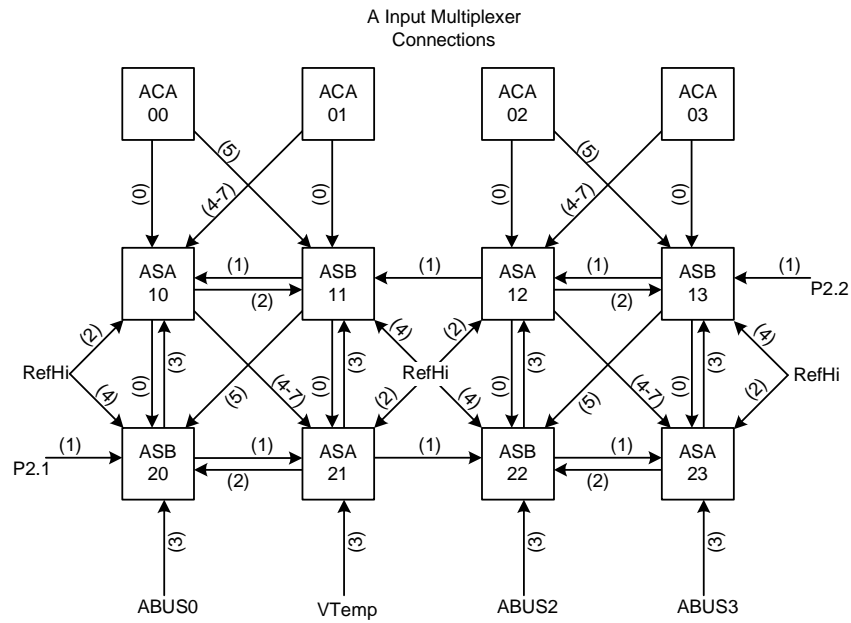 A Input Multiplexer
Connections
ACA
00
ACA
01
ACA
02
ACA
03
(5)
(5)
(0)
(4-7)
(0)
(0)
(4-7)
(0)
ASA
10
(1)
(2)
ASB
11
(1)
ASA
12
(1)
(2)
ASB
13
(1)
P2.2
(2)
RefHi
(4)
(0)
(3)
(5)
(4-7)
(0)
(3)
(4)
(2)
RefHi
(2)
(4)
(0)
(3)
(5)
(4-7)
(0)
(3)
(4)
RefHi
(2)
(1)
P2.1
ASB
20
(1)
(2)
ASA
21
(1)
ASB
22
(1)
(2)
ASA
23
(3)
(3)
(3)
(3)
ABUS0
VTemp
ABUS2
ABUS3